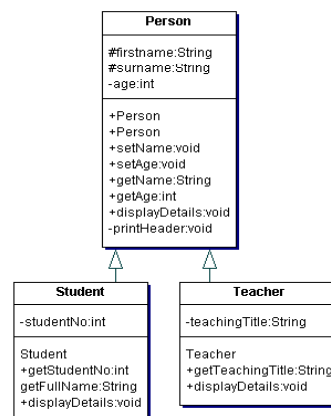 Person
#firstname:String
#surname:String
-age:int
+Person
+Person
+setName:void
+setAge:void
+getName:String
+getAge:int
+displayDetails:void
-printHeader:void
Student
-studentNo:int
Student
+getStudentNo:int
getFullName:String
+displayDetails:void
Teacher
-teachingTitle:String
Teacher
+getTeachingTitle:String
+displayDetails:void